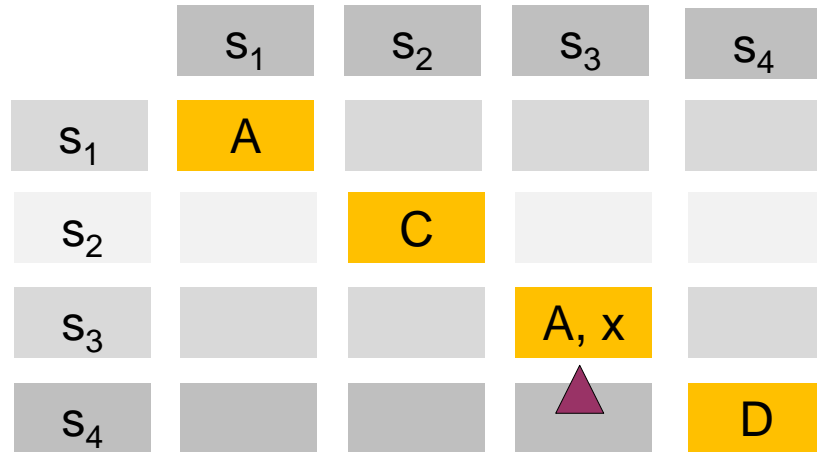 s₁ s₂ s₃ s₄
s₁ A
s₂ C
s₃ A, x
s₄ D